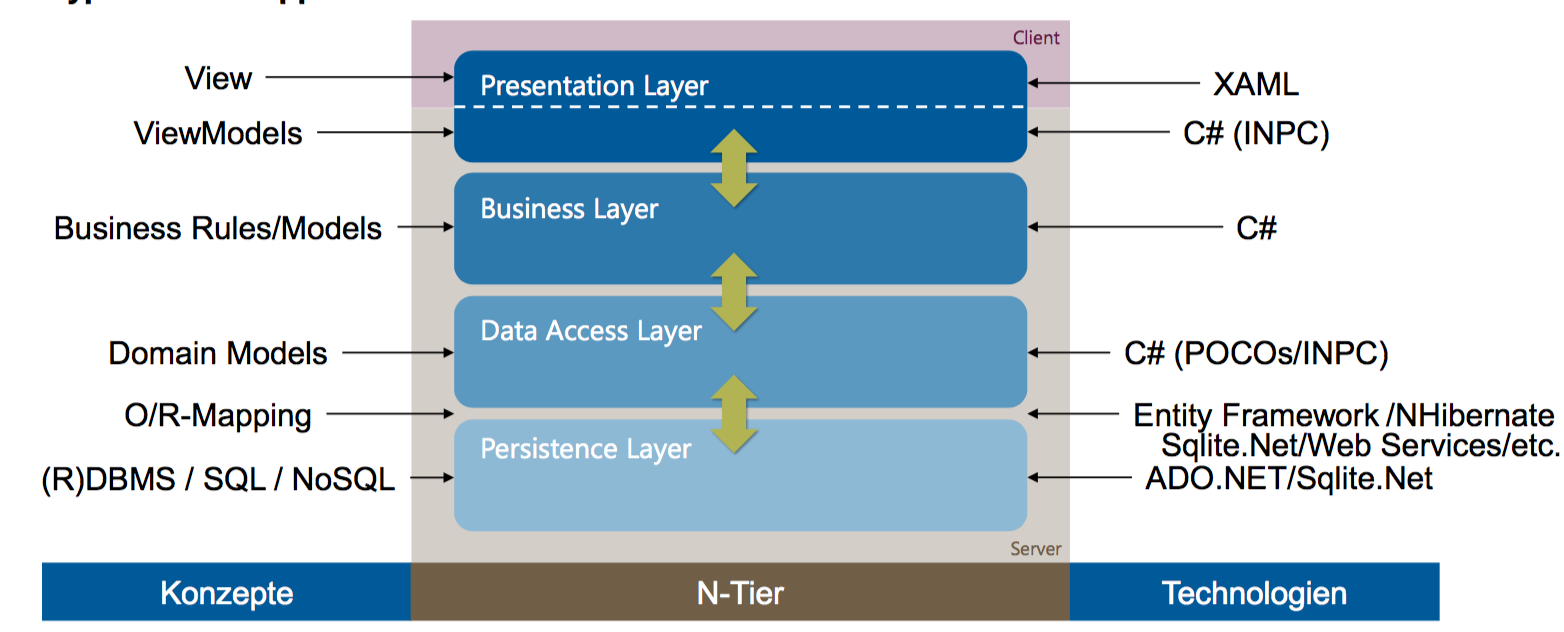 Client
View
Presentation Layer
XAML
ViewModels
C# (INPC)
Business Rules/Models
Business Layer
C#
Domain Models
Data Access Layer
C# (POCOs/INPC)
O/R-Mapping
Entity Framework /NHibernate
Sqlite.Net/Web Services/etc.
(R)DBMS / SQL / NoSQL
Persistence Layer
ADO.NET/Sqlite.Net
Server
Konzepte
N-Tier
Technologien